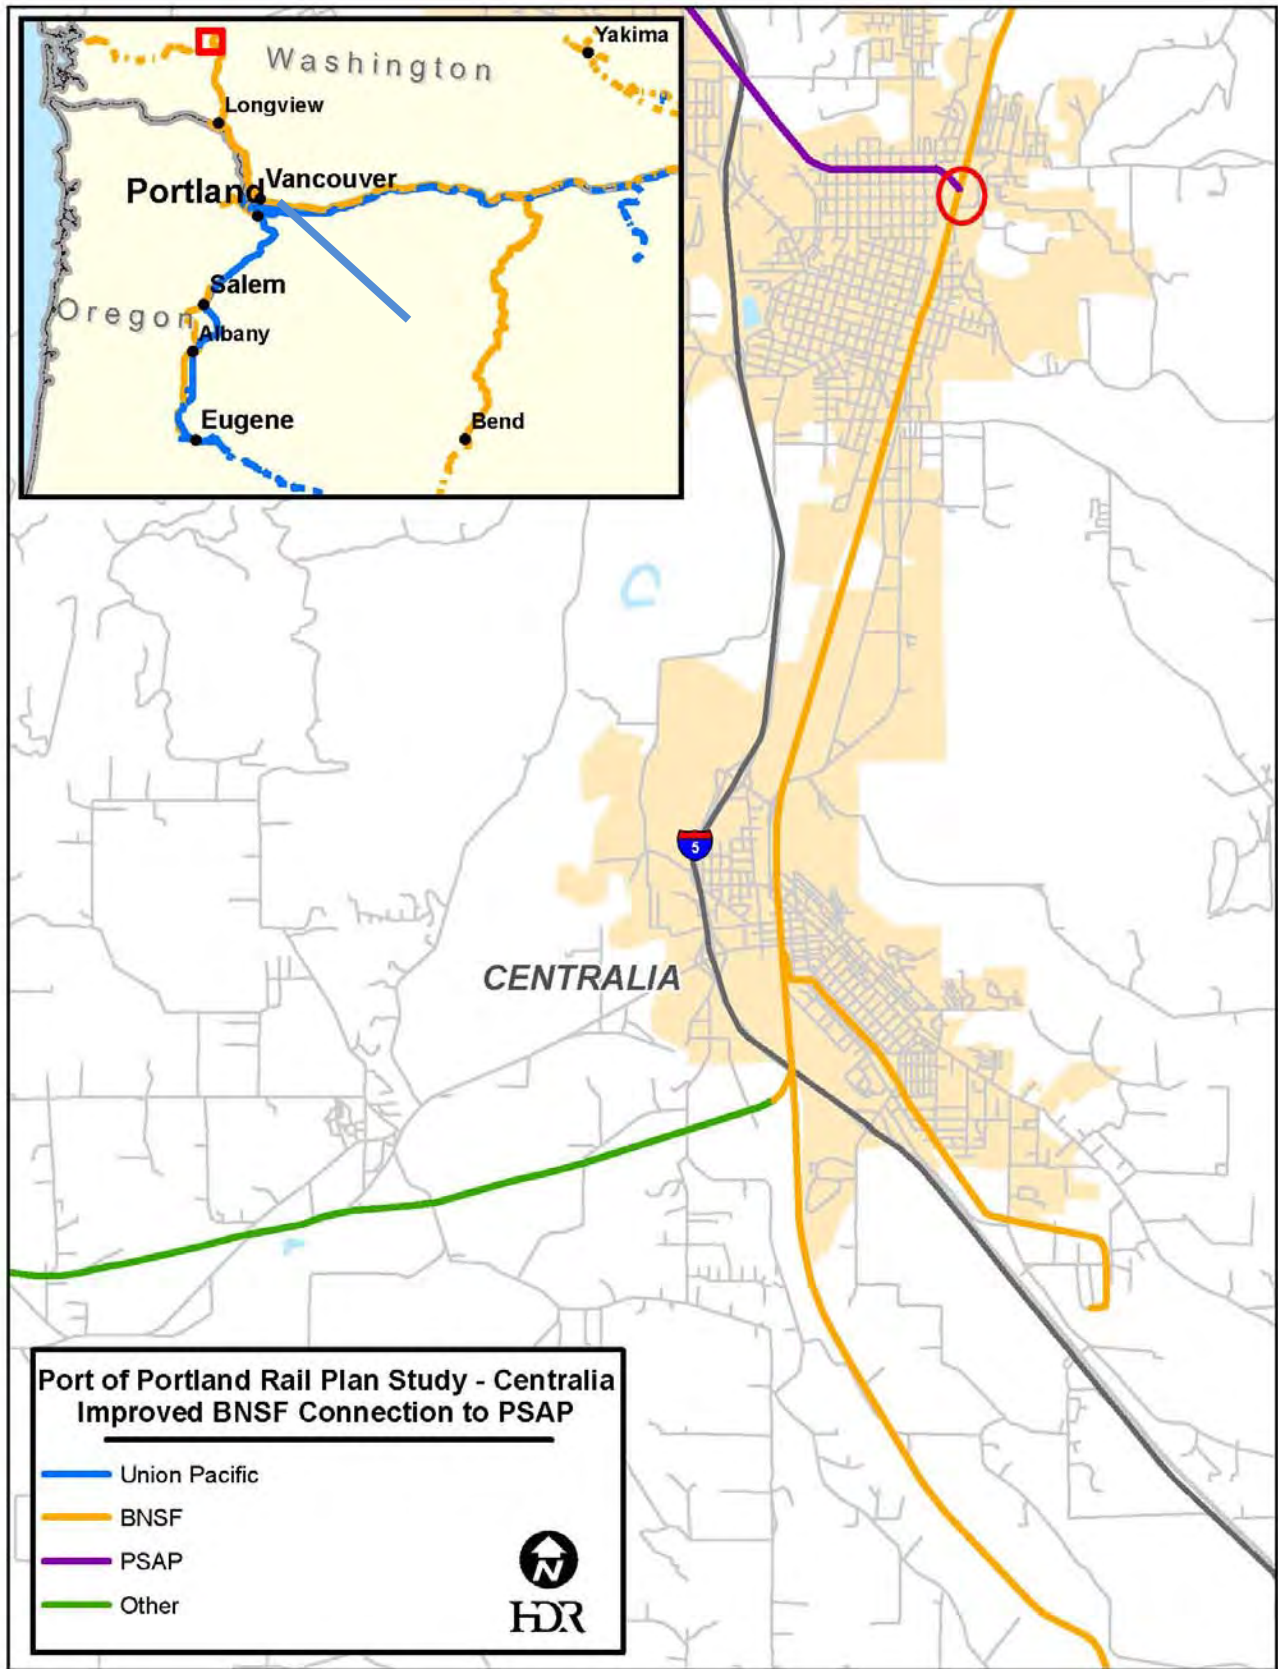 Yakima
Washington
Longview
Portland
Vancouver
Salem
Oregon
Albany
Eugene
Bend
5
CENTRALIA
Port of Portland Rail Plan Study - Centralia
Improved BNSF Connection to PSAP
Union Pacific
BNSF
PSAP
Other
N
HDR